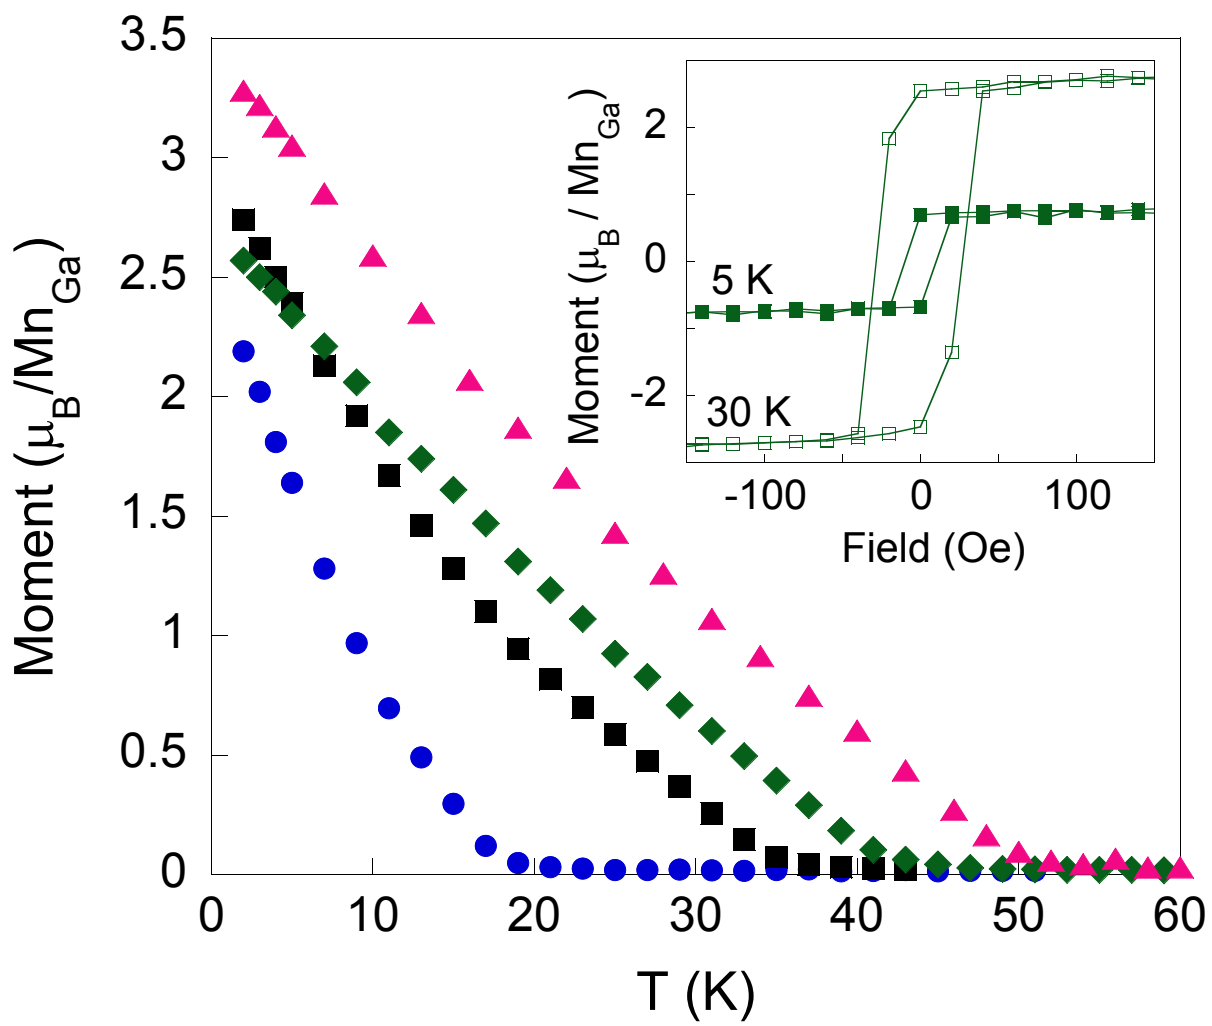 3.5
3
2.5
2
1.5
1
0.5
0
Moment (μB/MnGa)
0 10 20 30 40 50 60
T (K)
2
0
-2
Moment (μB / MnGa)
5 K
30 K
-100 0 100
Field (Oe)